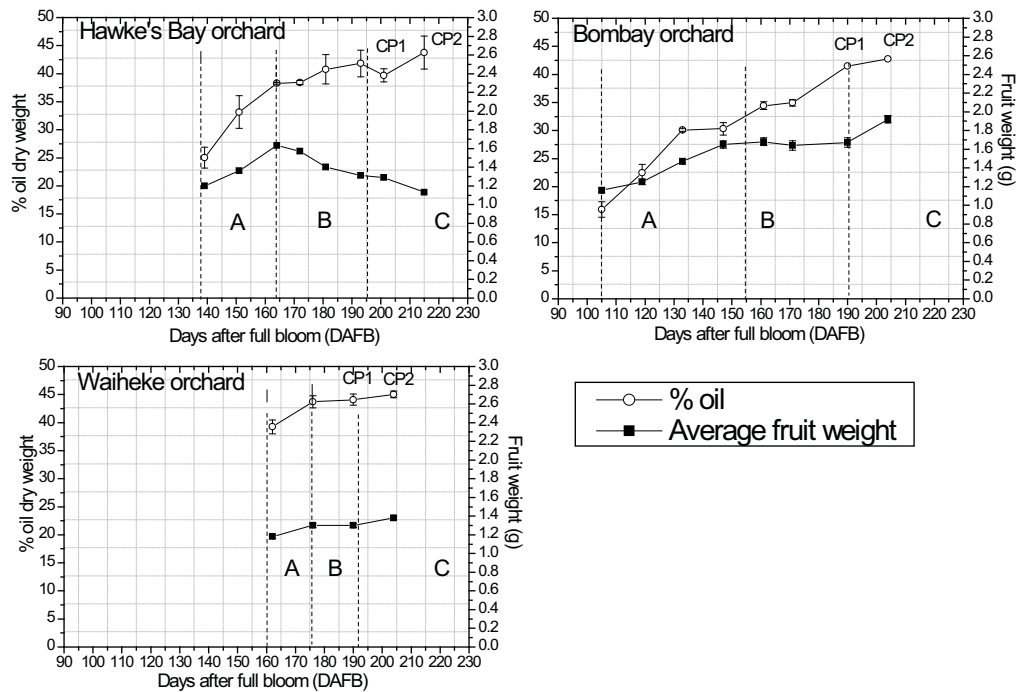 Hawke's Bay orchard
CP1
CP2
% oil dry weight
50
45
40
35
30
25
20
15
10
5
0
3.0
2.8
2.6
2.4
2.2
2.0
1.8
1.6
1.4
1.2
1.0
0.8
0.6
0.4
0.2
0.0
A
B
C
90 100 110 120 130 140 150 160 170 180 190 200 210 220 230
Days after full bloom (DAFB)
Bombay orchard
CP1
CP2
50
45
40
35
30
25
20
15
10
5
0
3.0
2.8
2.6
2.4
2.2
2.0
1.8
1.6
1.4
1.2
1.0
0.8
0.6
0.4
0.2
0.0
Fruit weight (g)
A
B
C
90 100 110 120 130 140 150 160 170 180 190 200 210 220 230
Days after full bloom (DAFB)
Waiheke orchard
CP1
CP2
% oil dry weight
50
45
40
35
30
25
20
15
10
5
0
3.0
2.8
2.6
2.4
2.2
2.0
1.8
1.6
1.4
1.2
1.0
0.8
0.6
0.4
0.2
0.0
Fruit weight (g)
A
B
C
90 100 110 120 130 140 150 160 170 180 190 200 210 220 230
Days after full bloom (DAFB)
% oil
Average fruit weight